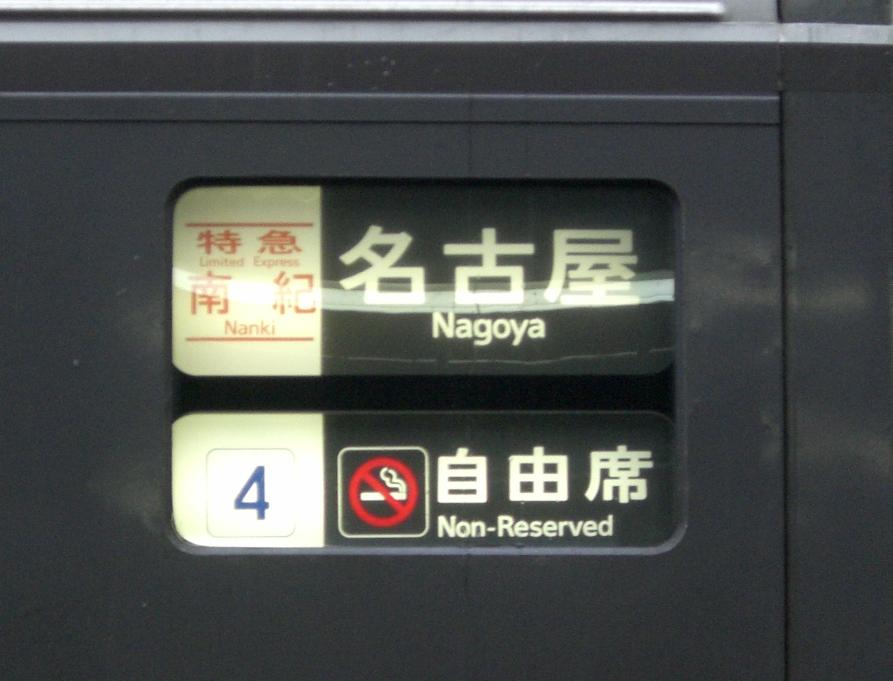 特急
Limited Express
南紀
Nanki
名古屋
Nagoya
4
自由席
Non-Reserved